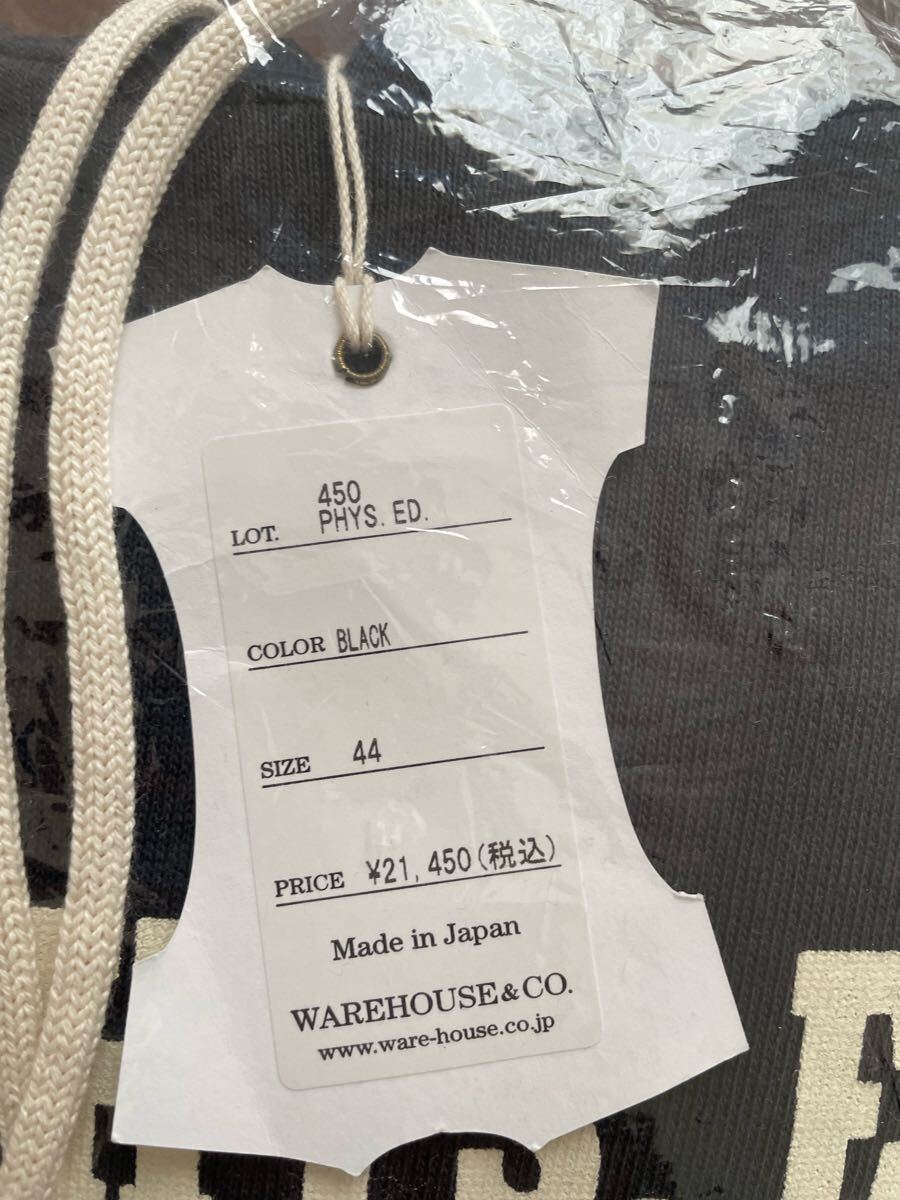 450
LOT. PHYS. ED.
COLOR BLACK
SIZE 44
PRICE ¥21,450(税込)
Made in Japan
WAREHOUSE & CO.
www.ware-house.co.jp